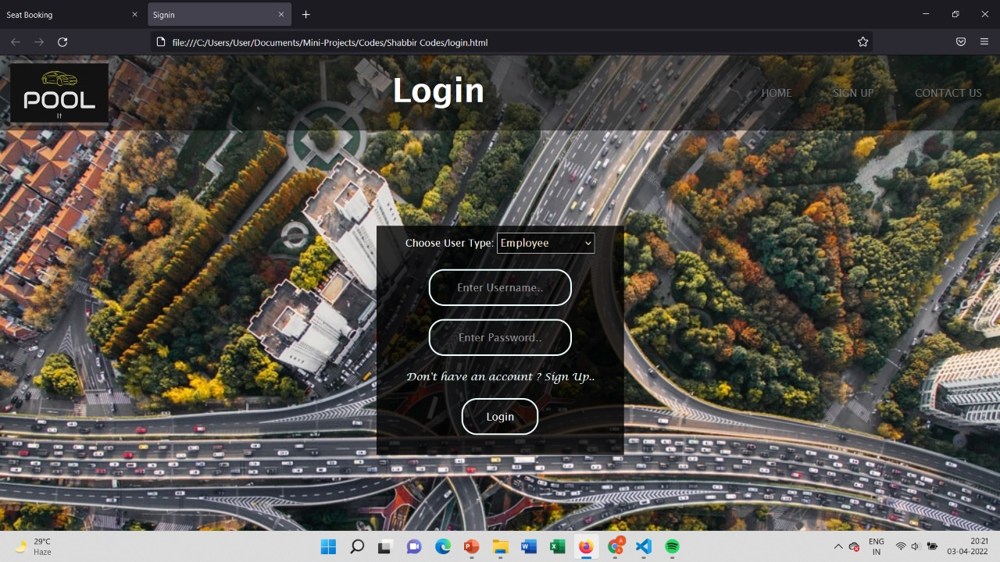 Seat Booking
Signin
file:///C:/Users/User/Documents/Mini-Projects/Codes/Shabbir Codes/login.html
POOL
It
Login
HOME
SIGN UP
CONTACT US
Choose User Type: Employee
Enter Username..
Enter Password..
Don't have an account ? Sign Up..
Login
29°C
Haze
ENG
IN
20:21
03-04-2022